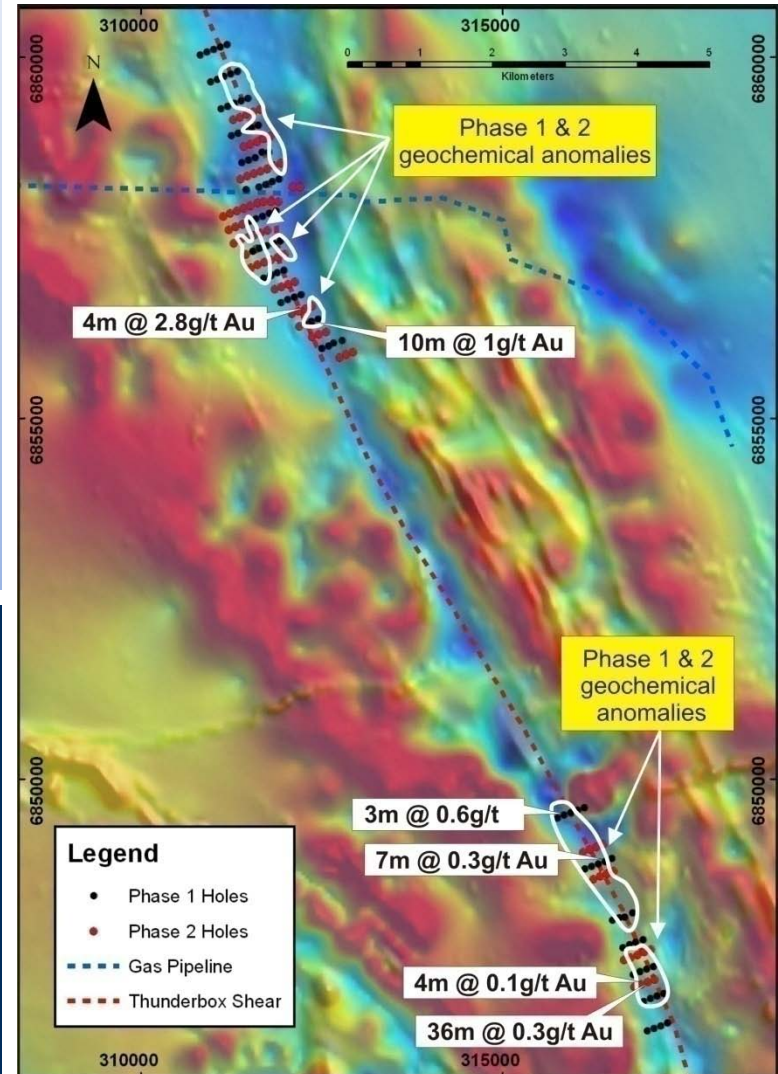 310000
315000
6860000
6860000
N
0 1 2 3 4 5
Kilometers
Phase 1 & 2
geochemical anomalies
4m @ 2.8g/t Au
10m @ 1g/t Au
6855000
6855000
Phase 1 & 2
geochemical
anomalies
6850000
6850000
3m @ 0.6g/t
7m @ 0.3g/t Au
Legend
Phase 1 Holes
Phase 2 Holes
Gas Pipeline
Thunderbox Shear
4m @ 0.1g/t Au
36m @ 0.3g/t Au
310000
315000